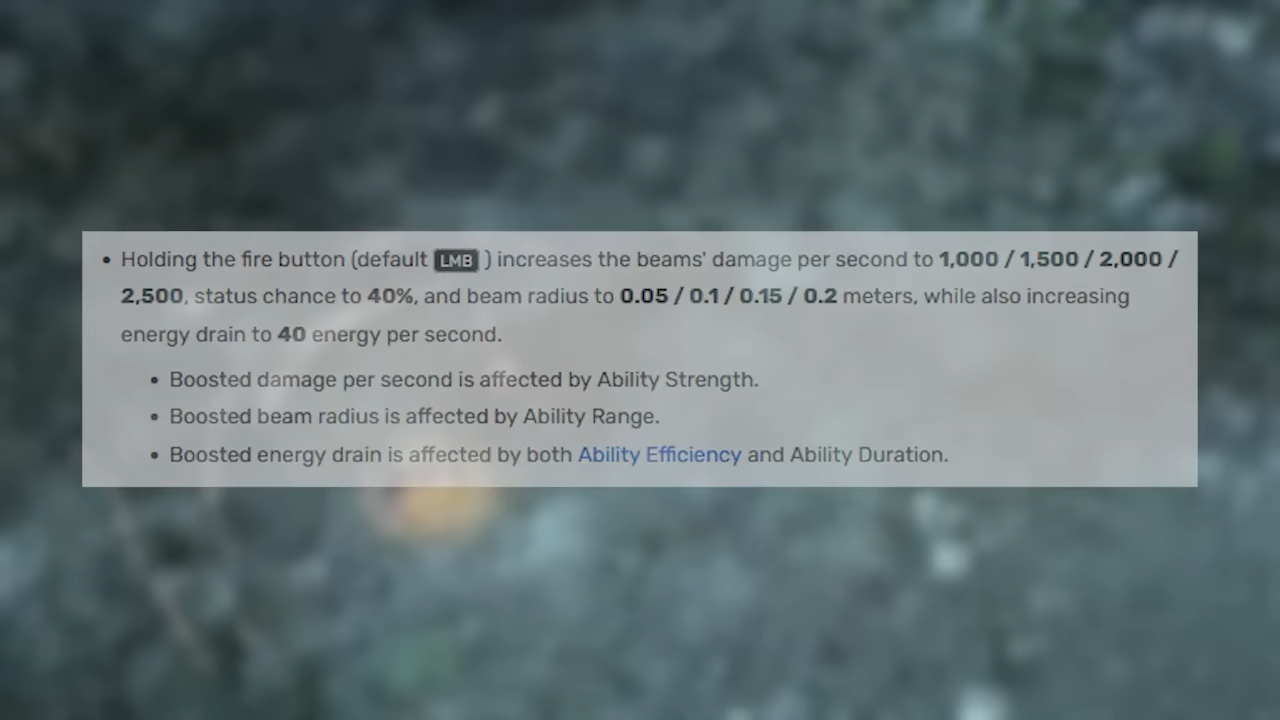 • Holding the fire button (default LMB ) increases the beams' damage per second to 1,000 / 1,500 / 2,000 /
2,500, status chance to 40%, and beam radius to 0.05 / 0.1 / 0.15 / 0.2 meters, while also increasing
energy drain to 40 energy per second.
• Boosted damage per second is affected by Ability Strength.
• Boosted beam radius is affected by Ability Range.
• Boosted energy drain is affected by both Ability Efficiency and Ability Duration.